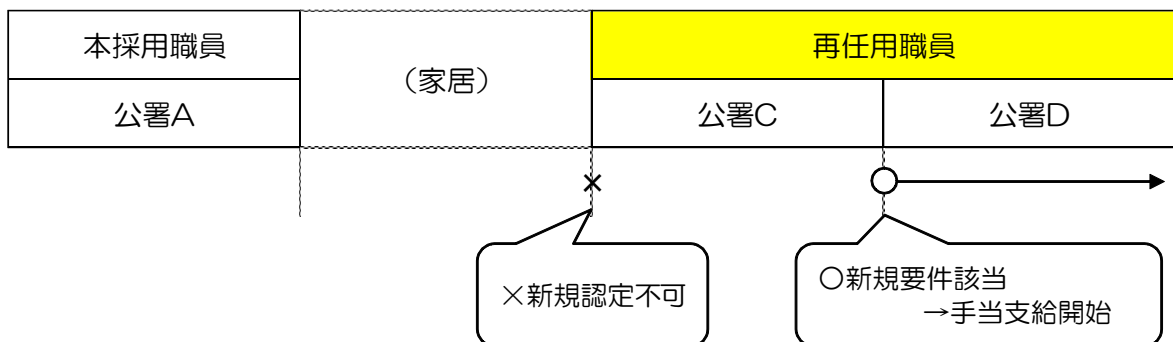 本採用職員
(家居)
再任用職員
公署A
公署C
公署D
×
×新規認定不可
○新規要件該当
→手当支給開始